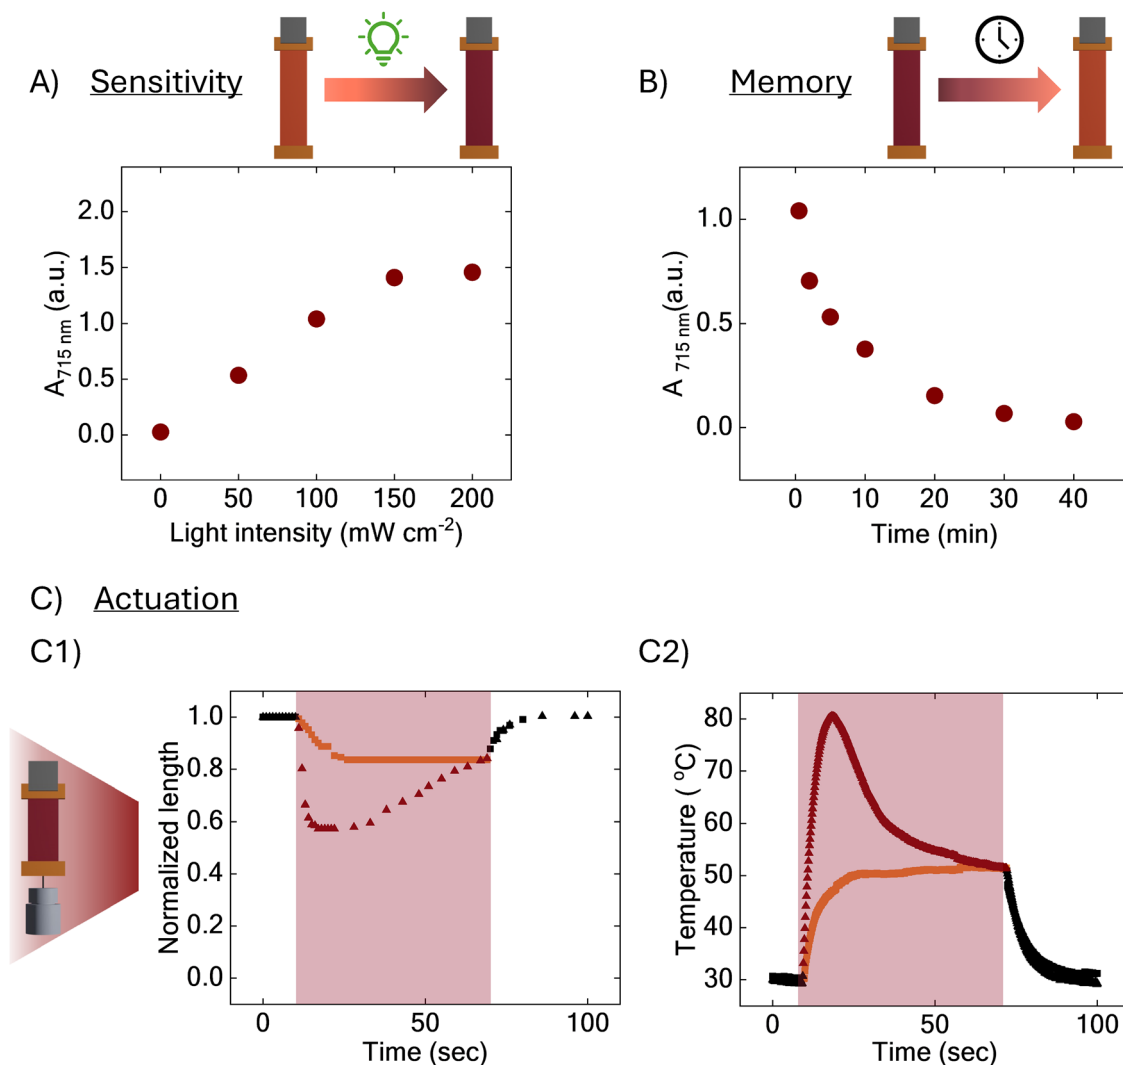 A) Sensitivity
B) Memory
2.0
1.5
1.0
0.5
0.0
A715 nm (a.u.)
0 50 100 150 200
Light intensity (mW cm-2)
1.0
0.5
0.0
A 715 nm(a.u.)
0 10 20 30 40
Time (min)
C) Actuation
C1)
1.0
0.8
0.6
0.4
0.2
0.0
Normalized length
0 50 100
Time (sec)
C2)
80
70
60
50
40
30
Temperature ( oC)
0 50 100
Time (sec)